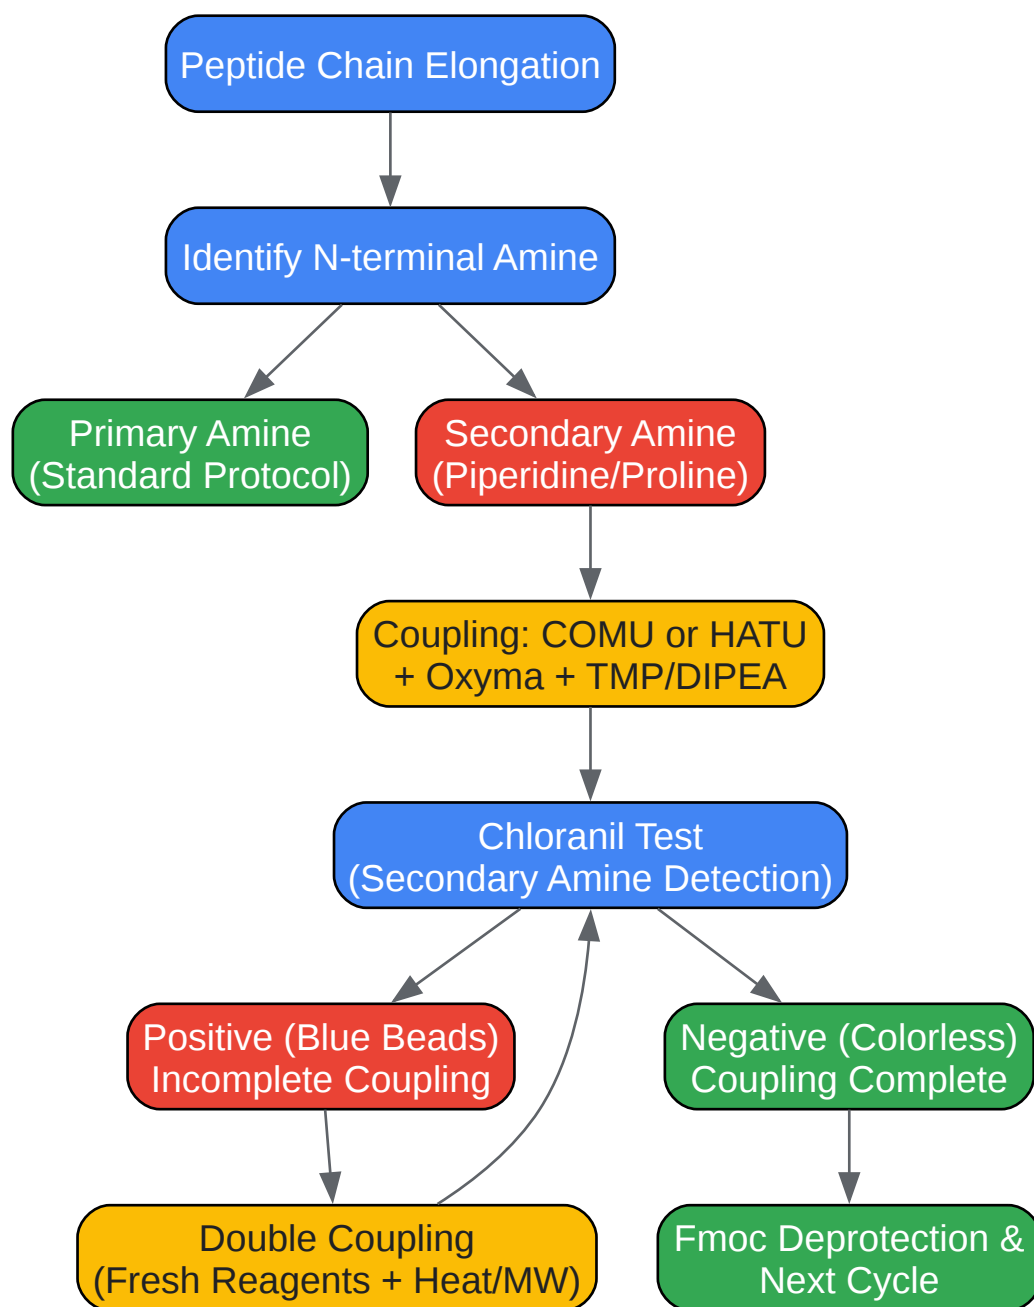 Peptide Chain Elongation
Identify N-terminal Amine
Primary Amine
(Standard Protocol)
Secondary Amine
(Piperidine/Proline)
Coupling: COMU or HATU
+ Oxyma + TMP/DIPEA
Chloranil Test
(Secondary Amine Detection)
Positive (Blue Beads)
Incomplete Coupling
Negative (Colorless)
Coupling Complete
Double Coupling
(Fresh Reagents + Heat/MW)
Fmoc Deprotection &
Next Cycle